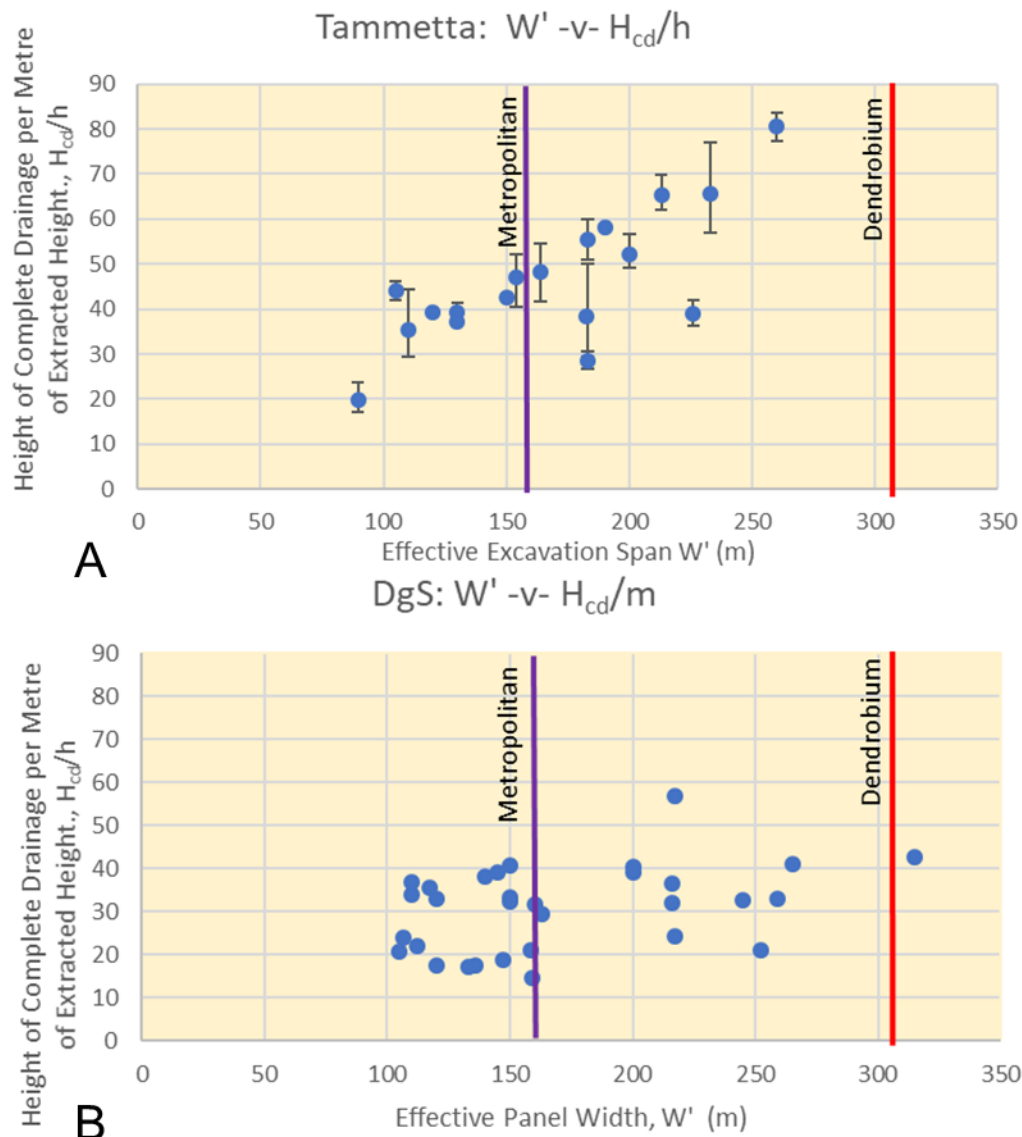 Tammetta: W' -v- Hcd/h
Height of Complete Drainage per Metre
of Extracted Height., Hcd/h
90
80
70
60
50
40
30
20
10
0
Metropolitan
Dendrobium
0 50 100 150 200 250 300 350
Effective Excavation Span W' (m)
A
DgS: W' -v- Hcd/m
Height of Complete Drainage per Metre
of Extracted Height., Hcd/h
90
80
70
60
50
40
30
20
10
0
Metropolitan
Dendrobium
0 50 100 150 200 250 300 350
Effective Panel Width, W' (m)
B